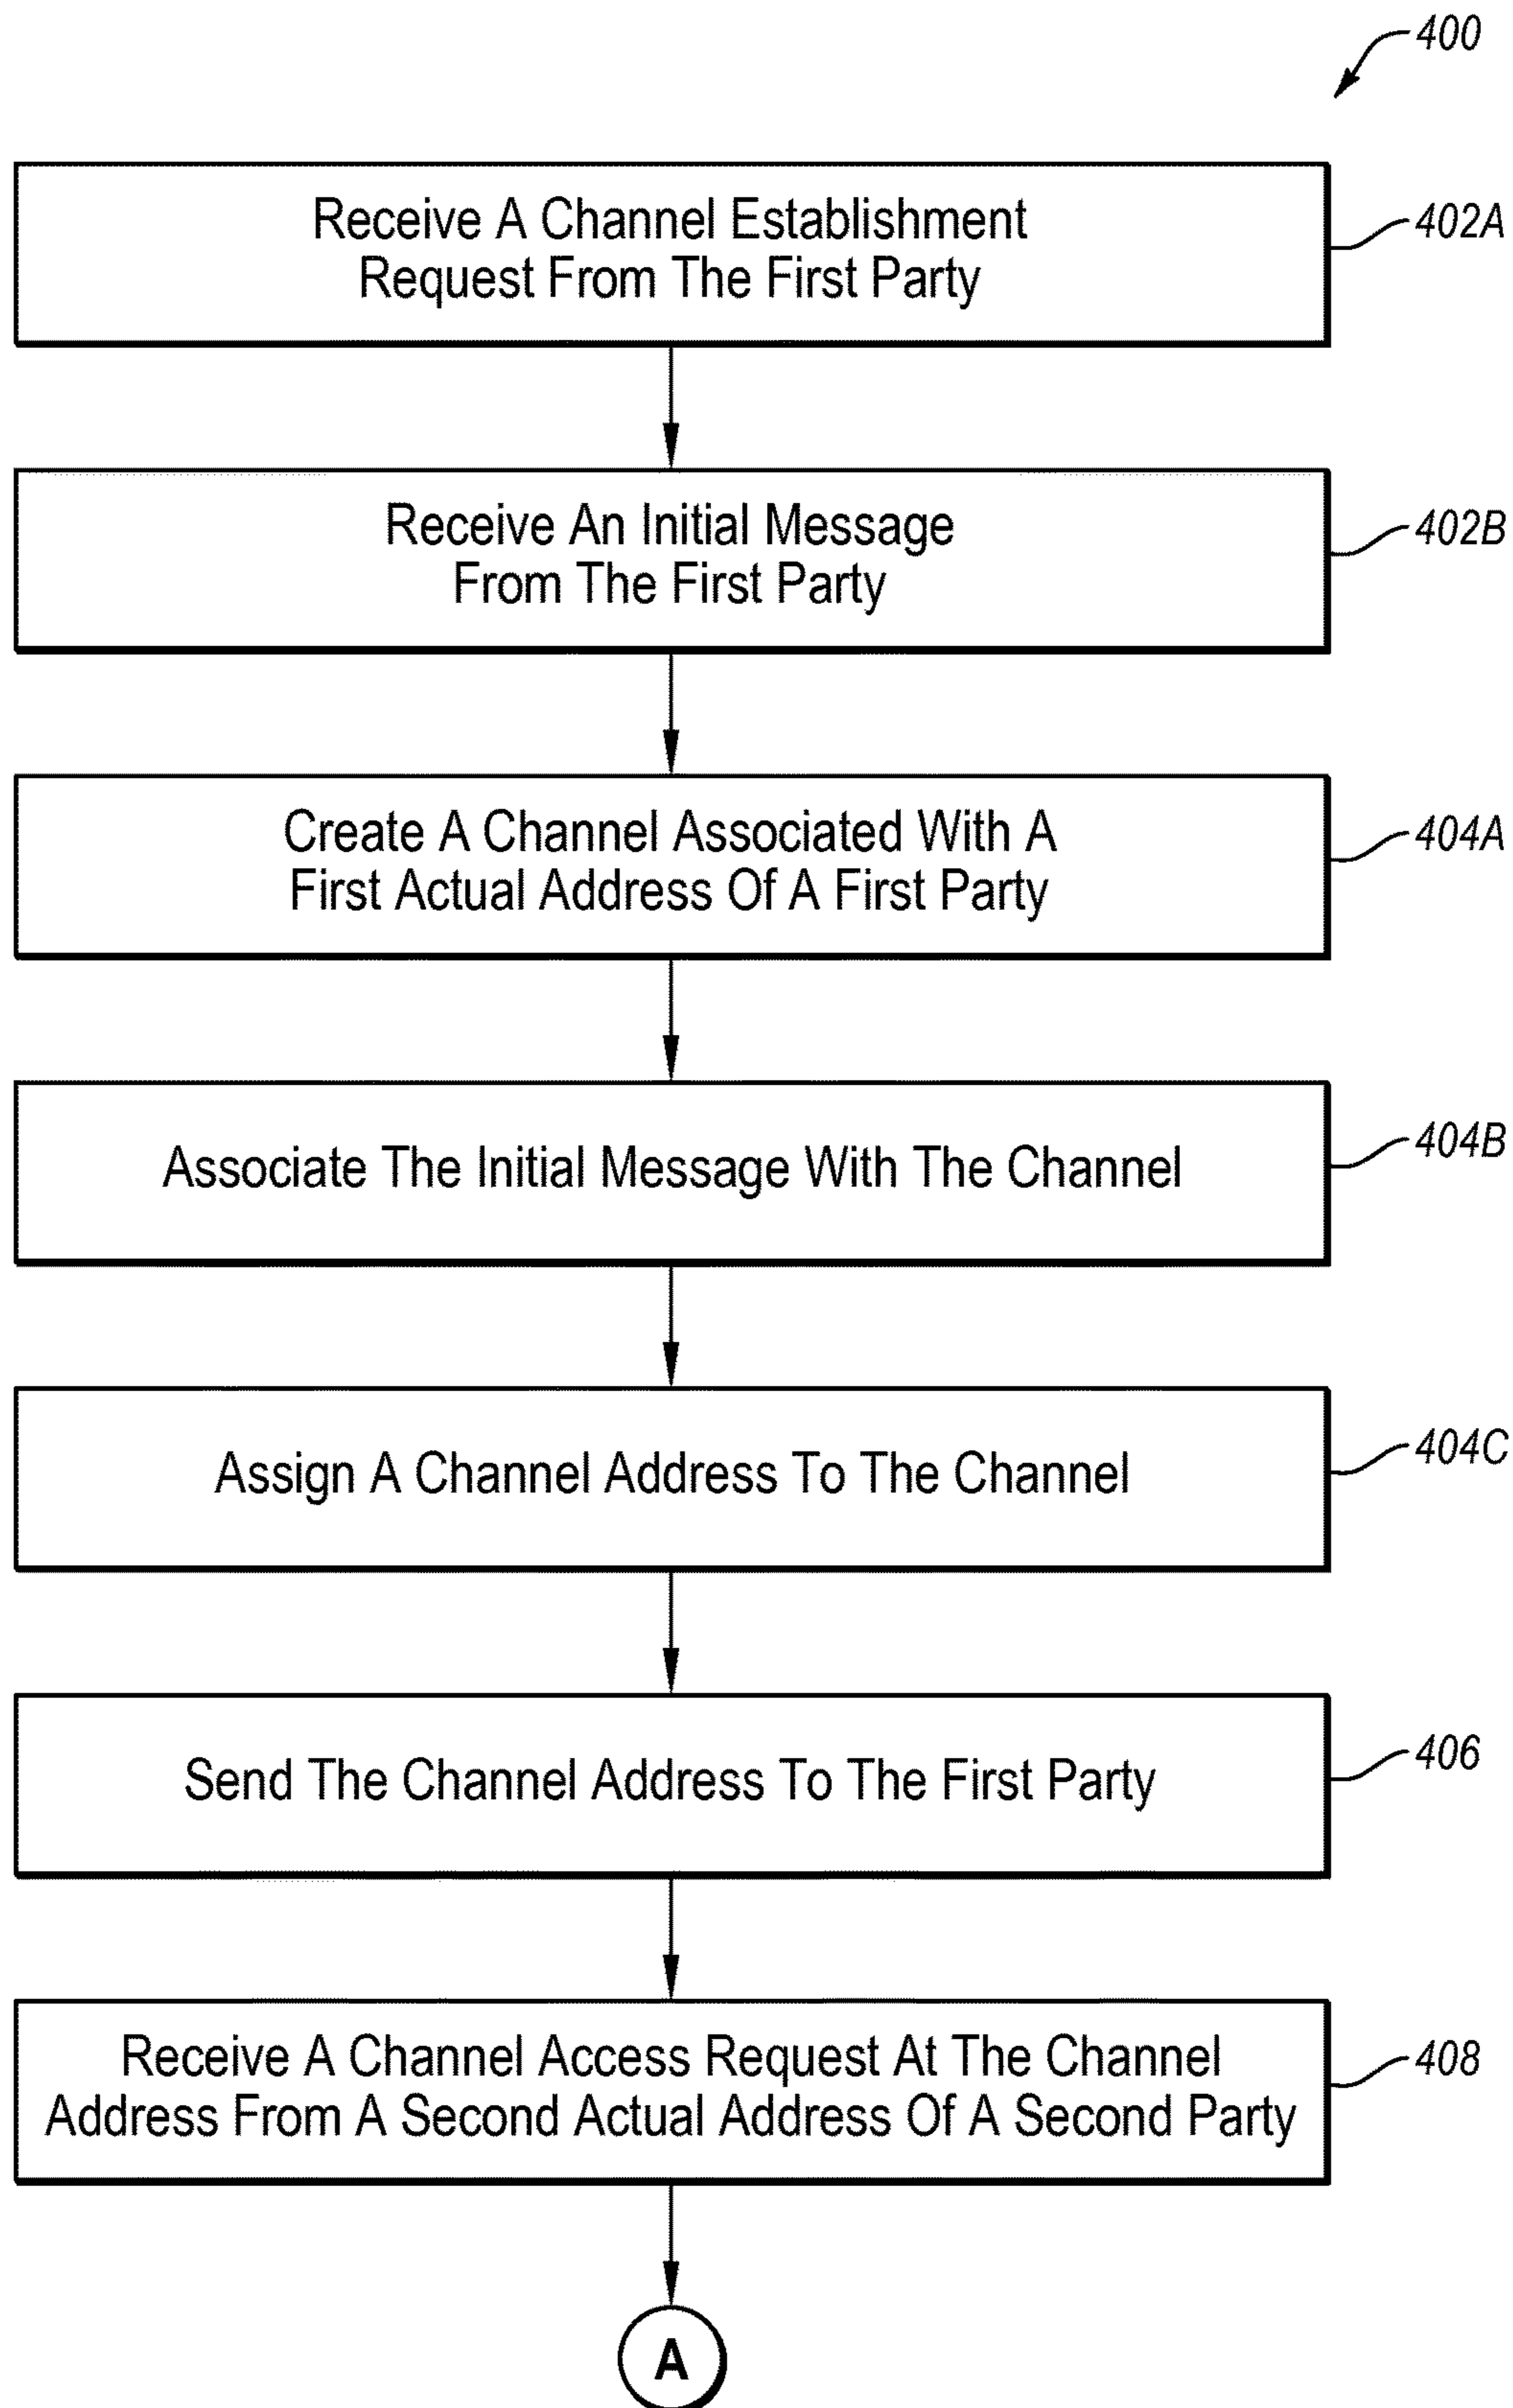 400
Receive A Channel Establishment
Request From The First Party
402A
Receive An Initial Message
From The First Party
402B
Create A Channel Associated With A
First Actual Address Of A First Party
404A
Associate The Initial Message With The Channel
404B
Assign A Channel Address To The Channel
404C
Send The Channel Address To The First Party
406
Receive A Channel Access Request At The Channel
Address From A Second Actual Address Of A Second Party
408
A